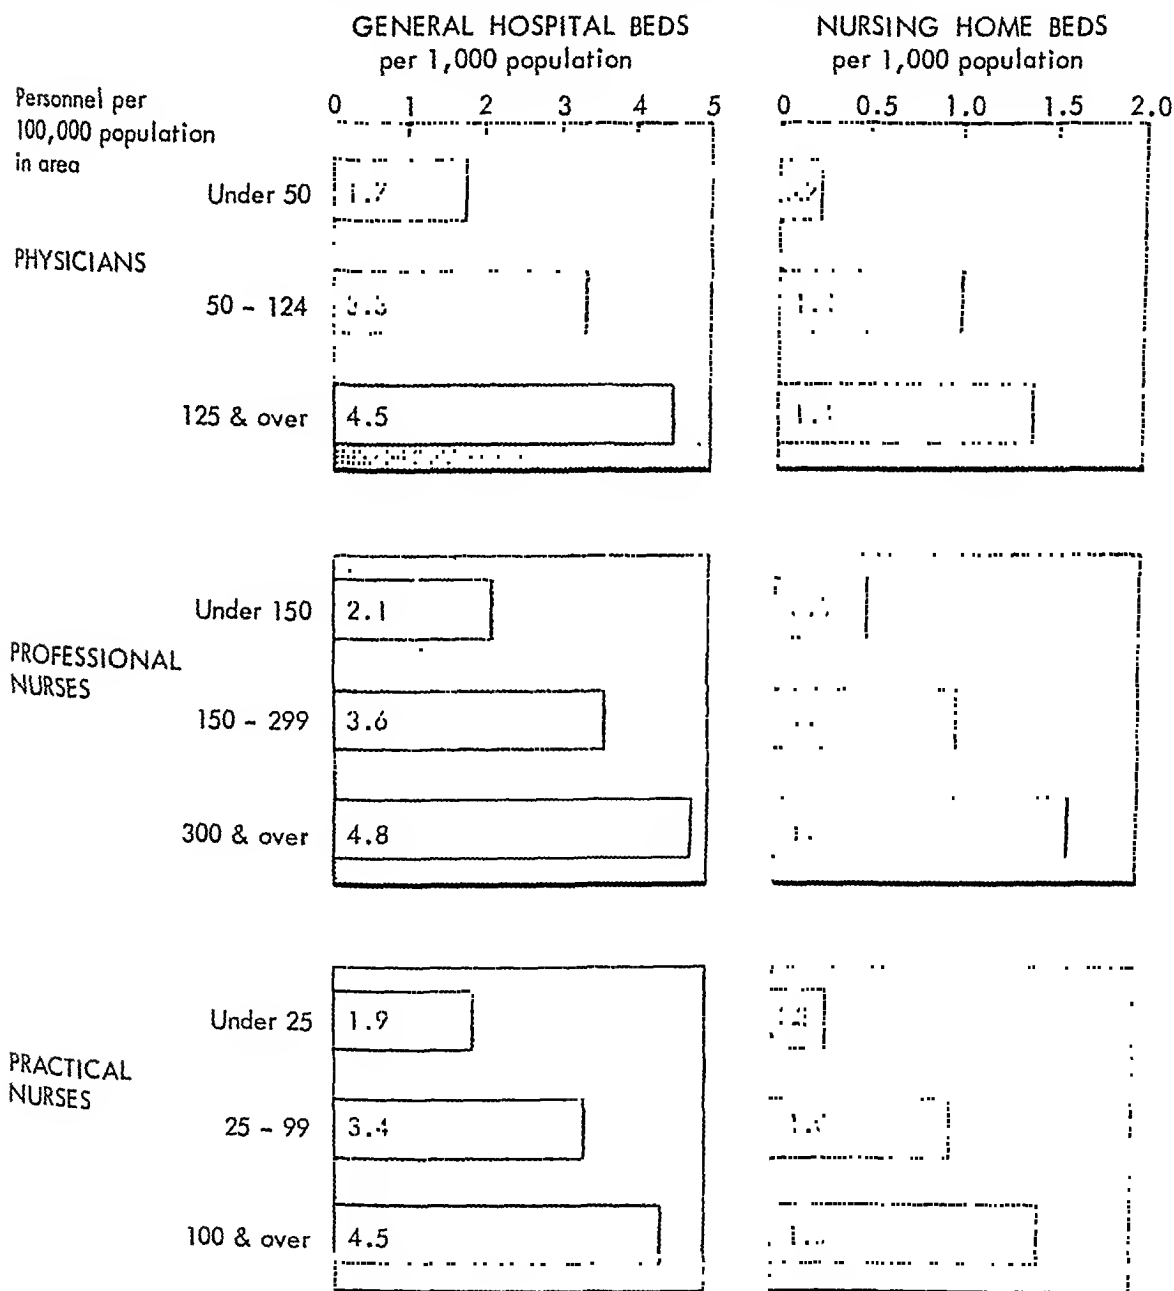 GENERAL HOSPITAL BEDS
per 1,000 population
NURSING HOME BEDS
per 1,000 population
Personnel per
100,000 population
in area
0 1 2 3 4 5
0 0.5 1.0 1.5 2.0
Under 50 1.7
PHYSICIANS
50 - 124
125 & over 4.5
Under 150 2.1
PROFESSIONAL
NURSES
150 - 299 3.6
300 & over 4.8
Under 25 1.9
PRACTICAL
NURSES
25 - 99 3.4
100 & over 4.5